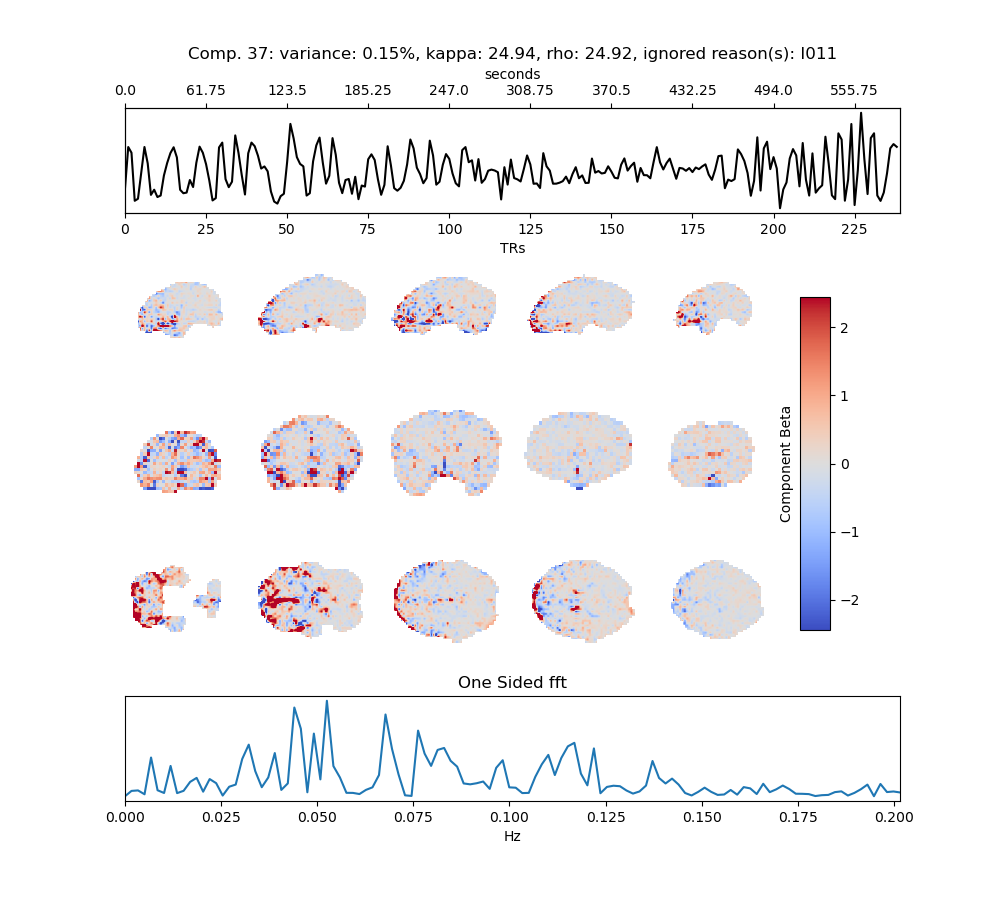 Comp. 37: variance: 0.15%, kappa: 24.94, rho: 24.92, ignored reason(s): I011
seconds
0.0 61.75 123.5 185.25 247.0 308.75 370.5 432.25 494.0 555.75
0 25 50 75 100 125 150 175 200 225
TRs
2
1
0
−1
−2
Component Beta
One Sided fft
0.000 0.025 0.050 0.075 0.100 0.125 0.150 0.175 0.200
Hz